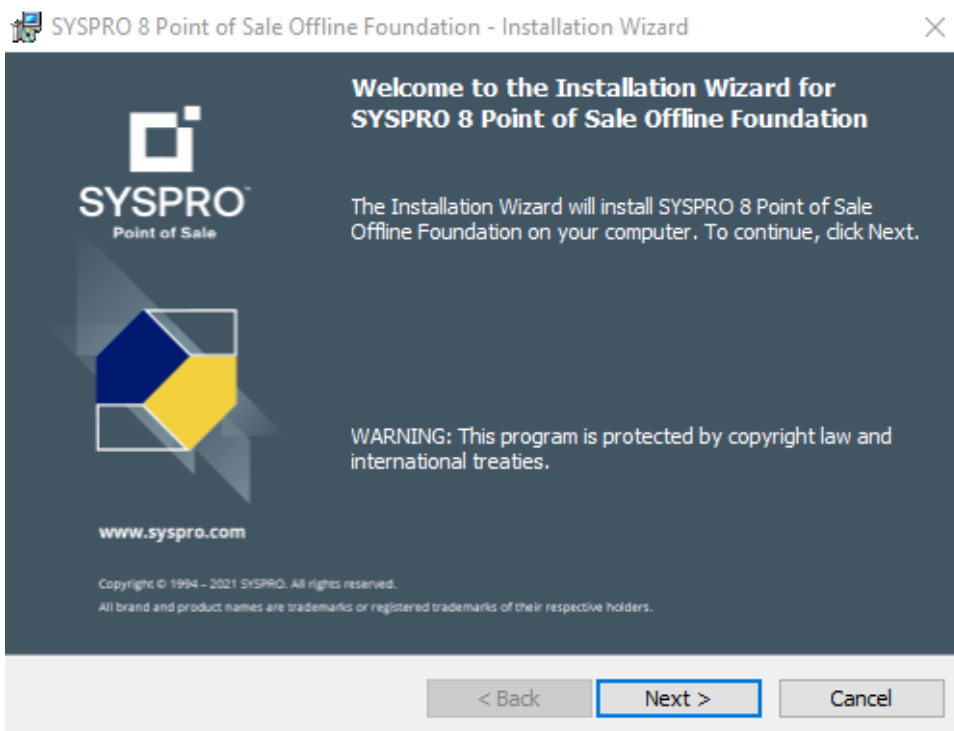 SYSPRO 8 Point of Sale Offline Foundation - Installation Wizard
Welcome to the Installation Wizard for
SYSPRO 8 Point of Sale Offline Foundation
SYSPRO™
Point of Sale
The Installation Wizard will install SYSPRO 8 Point of Sale
Offline Foundation on your computer. To continue, click Next.
WARNING: This program is protected by copyright law and
international treaties.
www.syspro.com
Copyright © 1994 – 2021 SYSPRO. All rights reserved.
All brand and product names are trademarks or registered trademarks of their respective holders.
< Back
Next >
Cancel